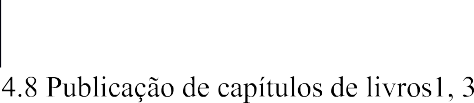 4.8 Publicação de capítulos de livros1, 3